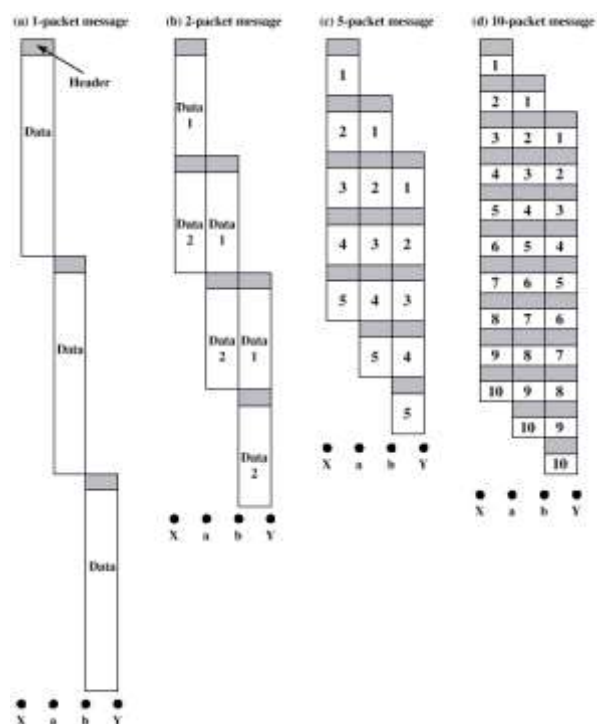 (a) 1-packet message
Header
Data
Data
Data
X a b Y
(b) 2-packet message
Data
1
Data
2
Data
1
Data
2
Data
1
Data
2
X a b Y
(c) 5-packet message
1
2 1
3 2 1
4 3 2
5 4 3
5 4
5
X a b Y
(d) 10-packet message
1
2 1
3 2 1
4 3 2
5 4 3
6 5 4
7 6 5
8 7 6
9 8 7
10 9 8
10 9
10
X a b Y